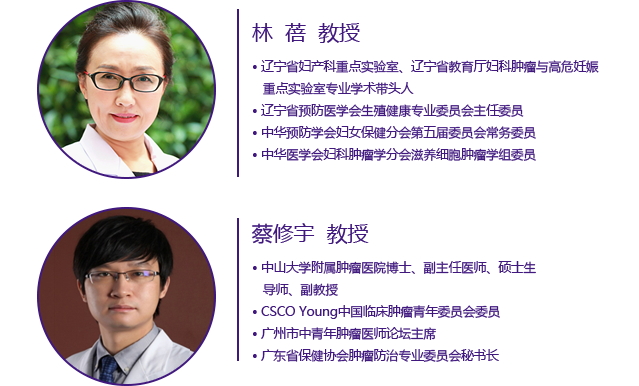 林 蓓 教授
• 辽宁省妇产科重点实验室、辽宁省教育厅妇科肿瘤与高危妊娠
重点实验室专业学术带头人
• 辽宁省预防医学会生殖健康专业委员会主任委员
• 中华预防学会妇女保健分会第五届委员会常务委员
• 中华医学会妇科肿瘤学分会滋养细胞肿瘤学组委员
蔡修宇 教授
• 中山大学附属肿瘤医院博士、副主任医师、硕士生
导师、副教授
• CSCO Young中国临床肿瘤青年委员会委员
• 广州市中青年肿瘤医师论坛主席
• 广东省保健协会肿瘤防治专业委员会秘书长